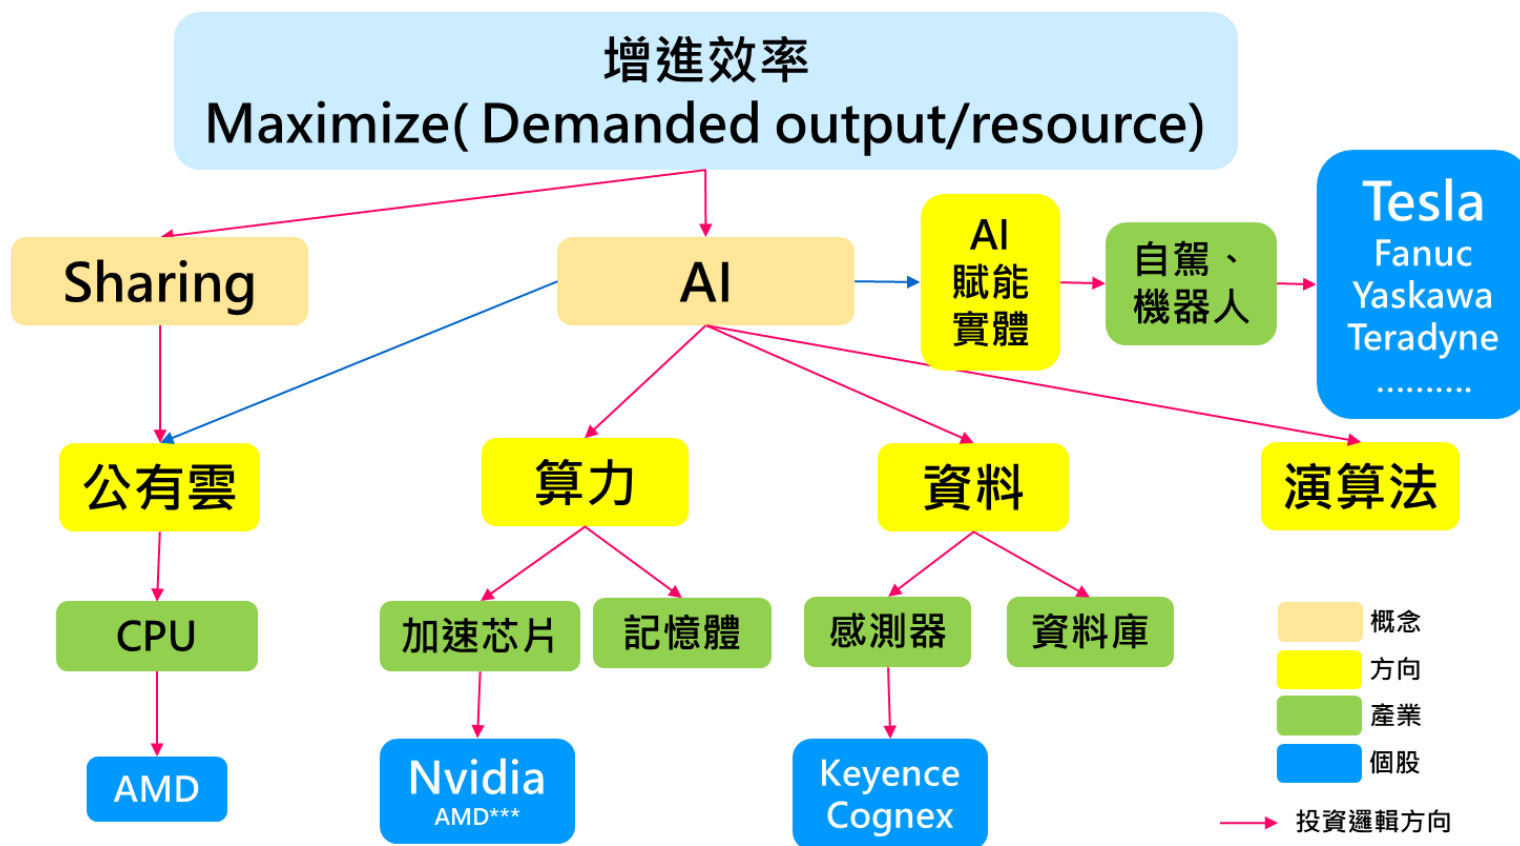 增進效率
Maximize( Demanded output/resource)
Sharing
AI
AI
賦能
實體
自駕、
機器人
Tesla
Fanuc
Yaskawa
Teradyne
..........
公有雲
算力
資料
演算法
CPU
加速芯片
記憶體
感測器
資料庫
AMD
Nvidia
AMD***
Keyence
Cognex
概念
方向
產業
個股
投資邏輯方向